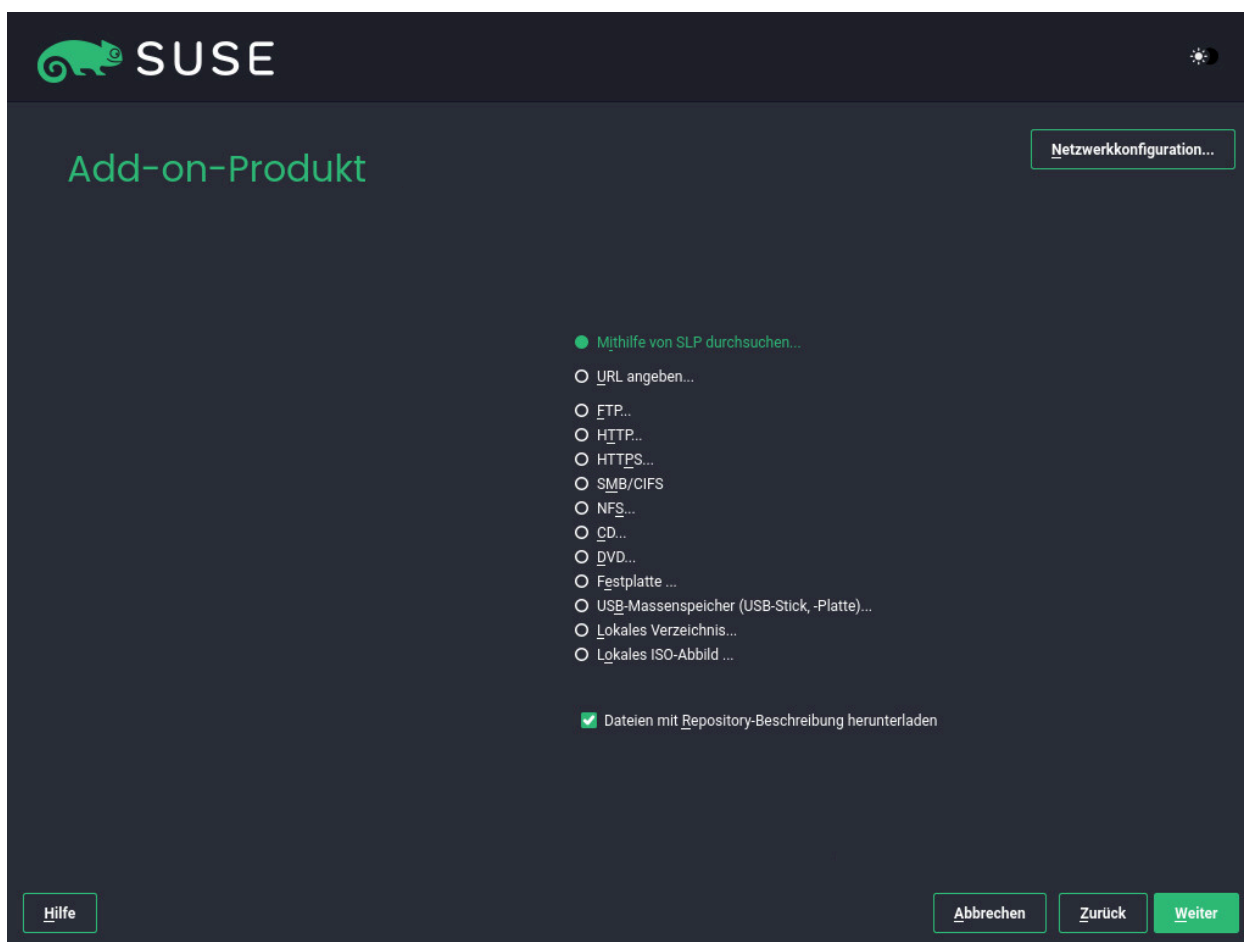 SUSE
Netzwerkkonfiguration...
Add-on-Produkt
Mithilfe von SLP durchsuchen...
URL angeben...
FTP...
HTTP...
HTTPS...
SMB/CIFS
NFS...
CD...
DVD...
Festplatte ...
USB-Massenspeicher (USB-Stick, -Platte)...
Lokales Verzeichnis...
Lokales ISO-Abbild ...
Dateien mit Repository-Beschreibung herunterladen
Hilfe
Abbrechen
Zurück
Weiter